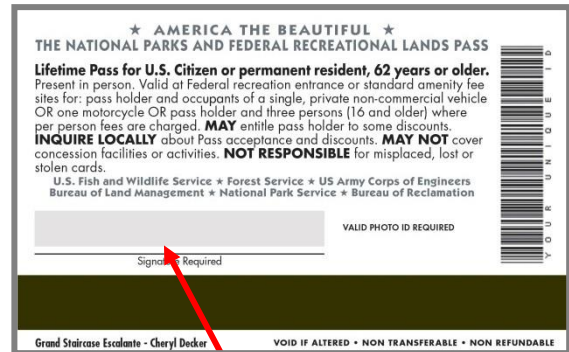 ★ AMERICA THE BEAUTIFUL ★
THE NATIONAL PARKS AND FEDERAL RECREATIONAL LANDS PASS
Lifetime Pass for U.S. Citizen or permanent resident, 62 years or older.
Present in person. Valid at Federal recreation entrance or standard amenity fee
sites for: pass holder and occupants of a single, private non-commercial vehicle
OR one motorcycle OR pass holder and three persons (16 and older) where
per person fees are charged. MAY entitle pass holder to some discounts.
INQUIRE LOCALLY about Pass acceptance and discounts. MAY NOT cover
concession facilities or activities. NOT RESPONSIBLE for misplaced, lost or
stolen cards.
U.S. Fish and Wildlife Service ★ Forest Service ★ US Army Corps of Engineers
Bureau of Land Management ★ National Park Service ★ Bureau of Reclamation
VALID PHOTO ID REQUIRED
Signature Required
Grand Staircase Escalante - Cheryl Decker
VOID IF ALTERED • NON TRANSFERABLE • NON REFUNDABLE
YOUR UNIQUE ID